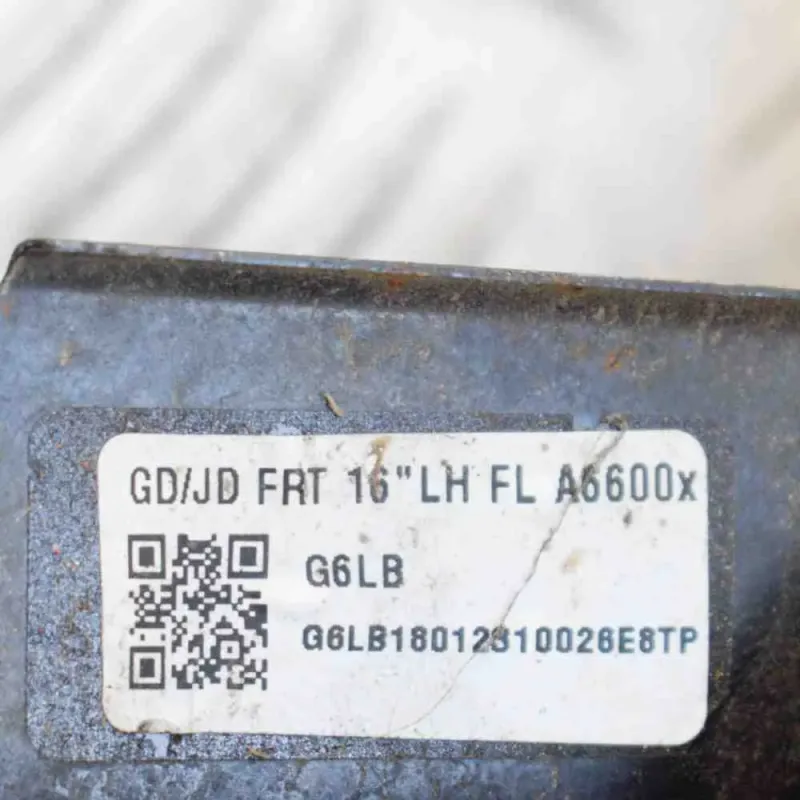 GD/JD FRT 16"LH FL A6600x
G6LB
G6LB18012310026E8TP